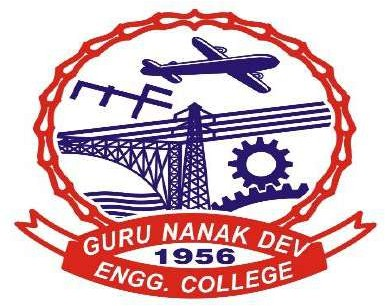 GURU NANAK DEV
1956
ENGG. COLLEGE